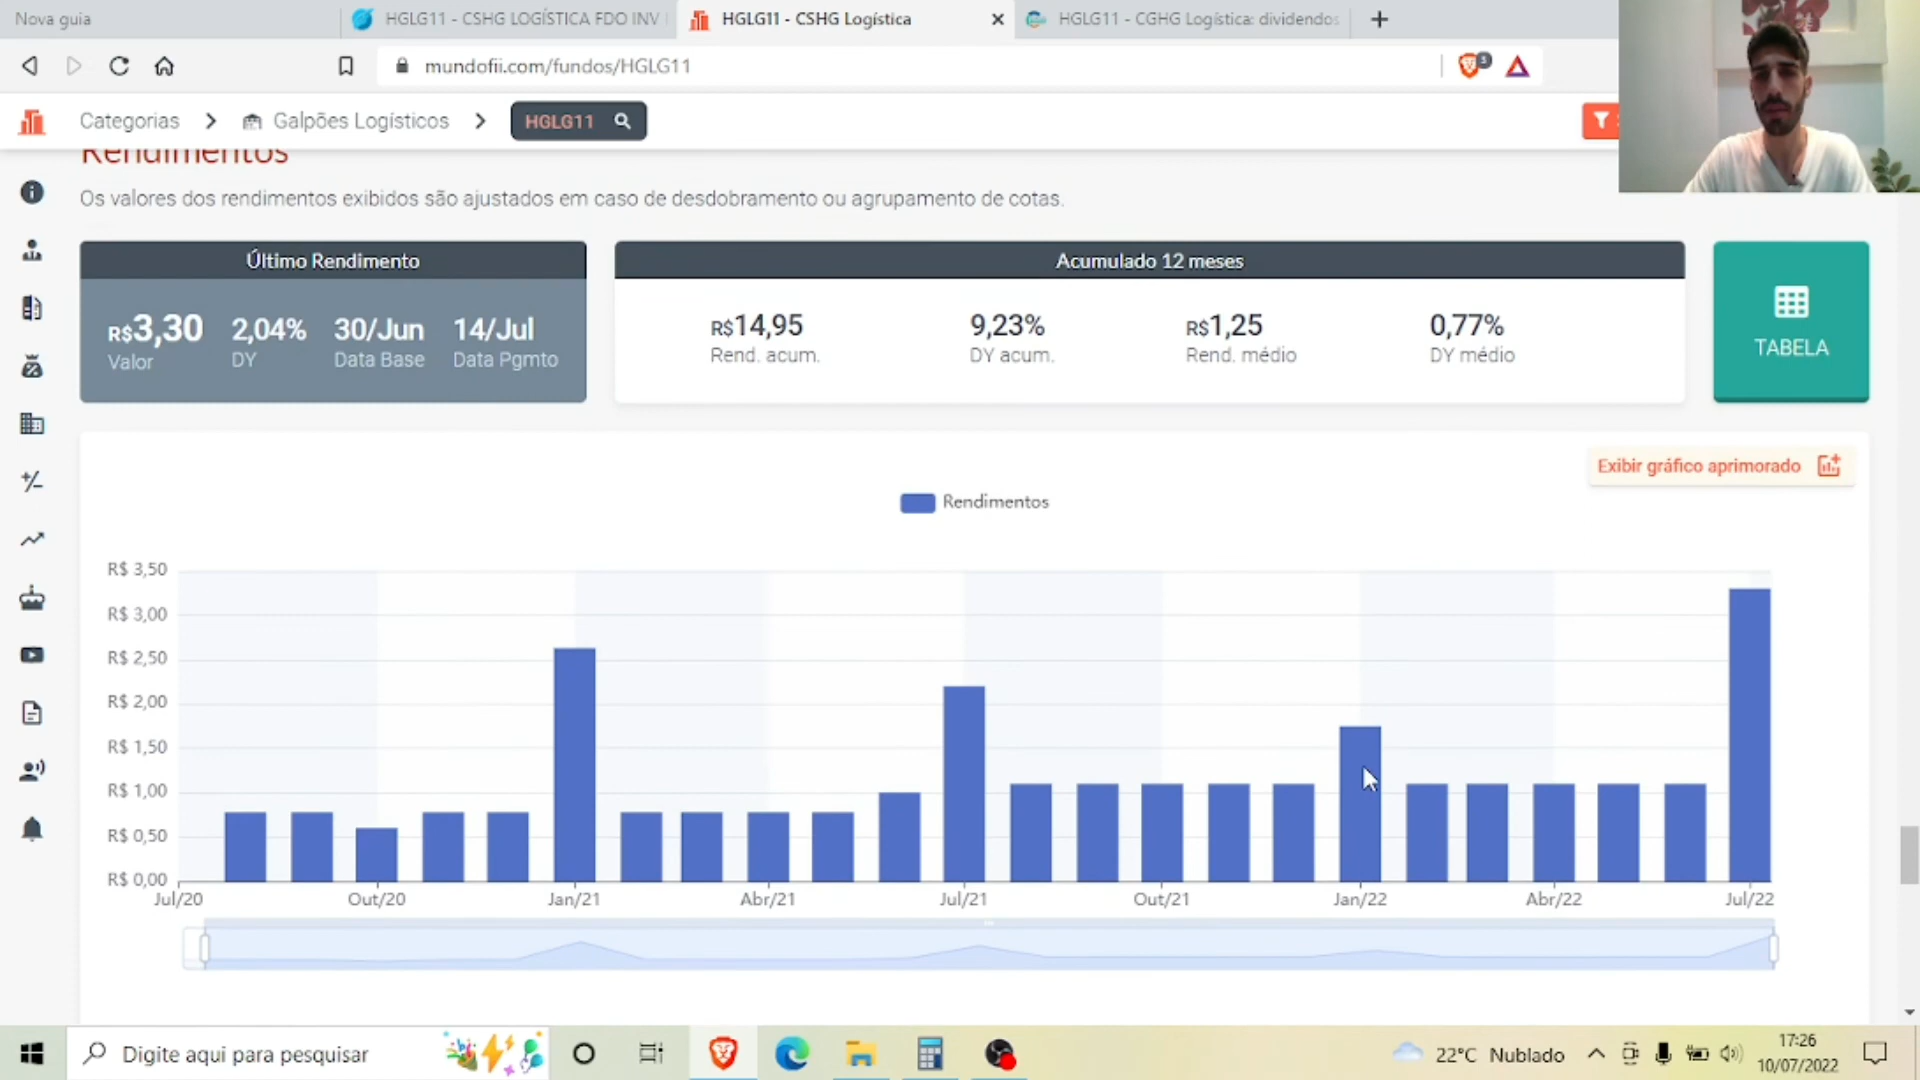 Nova guia
HGLG11 - CSHG LOGÍSTICA FDO INV
HGLG11 - CSHG Logística
HGLG11 - CGHG Logística: dividendos
mundofii.com/fundos/HGLG11
5
Categorias
Galpões Logísticos
HGLG11
Rendimentos
Os valores dos rendimentos exibidos são ajustados em caso de desdobramento ou agrupamento de cotas.
Último Rendimento
R$3,30 2,04% 30/Jun 14/Jul
Valor DY Data Base Data Pgmto
Acumulado 12 meses
R$14,95 9,23% R$1,25 0,77%
Rend. acum. DY acum. Rend. médio DY médio
TABELA
Exibir gráfico aprimorado
Rendimentos
R$ 3,50
R$ 3,00
R$ 2,50
R$ 2,00
R$ 1,50
R$ 1,00
R$ 0,50
R$ 0,00
Jul/20 Out/20 Jan/21 Abr/21 Jul/21 Out/21 Jan/22 Abr/22 Jul/22
Digite aqui para pesquisar
22°C Nublado
17:26
10/07/2022